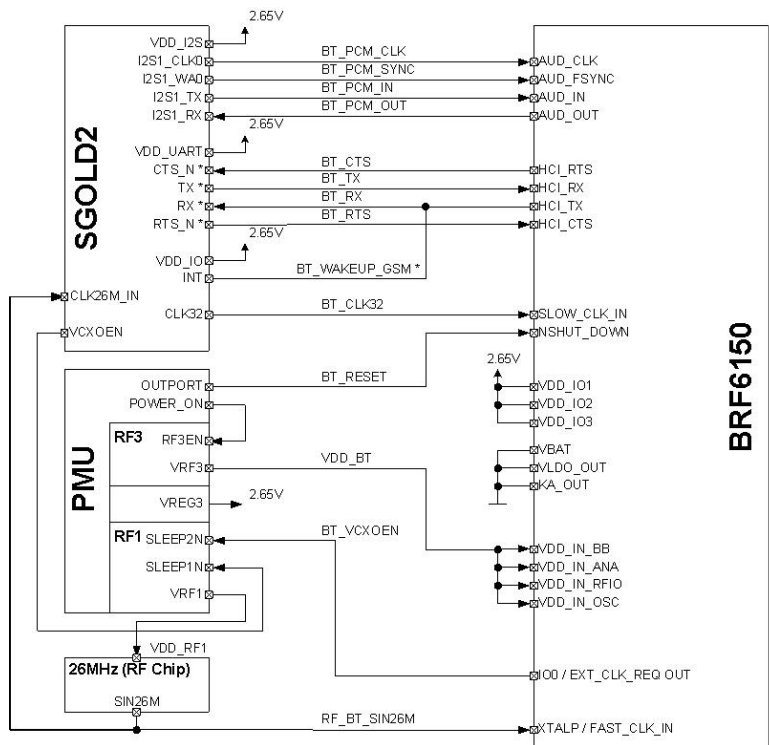 2.65V
VDD_I2S
I2S1_CLK0 BT_PCM_CLK AUD_CLK
I2S1_WA0 BT_PCM_SYNC AUD_FSYNC
I2S1_TX BT_PCM_IN AUD_IN
I2S1_RX BT_PCM_OUT AUD_OUT
2.65V
VDD_UART
CTS_N * BT_CTS HCI_RTS
TX * BT_TX HCI_RX
RX * BT_RX HCI_TX
RTS_N * BT_RTS HCI_CTS
SGOLD2
2.65V
VDD_IO
INT BT_WAKEUP_GSM *
CLK26M_IN
CLK32 BT_CLK32 SLOW_CLK_IN
VCXOEN
NSHUT_DOWN
OUTPORT BT_RESET
POWER_ON
2.65V
VDD_IO1
VDD_IO2
VDD_IO3
BRF6150
RF3 RF3EN
VRF3 VDD_BT
VBAT
VLDO_OUT
KA_OUT
PMU
VREG3 2.65V
RF1 SLEEP2N BT_VCXOEN
SLEEP1N
VRF1
VDD_IN_BB
VDD_IN_ANA
VDD_IN_RFIO
VDD_IN_OSC
VDD_RF1
26MHz (RF Chip)
SIN26M
IO0 / EXT_CLK_REQ OUT
RF_BT_SIN26M XTALP / FAST_CLK_IN